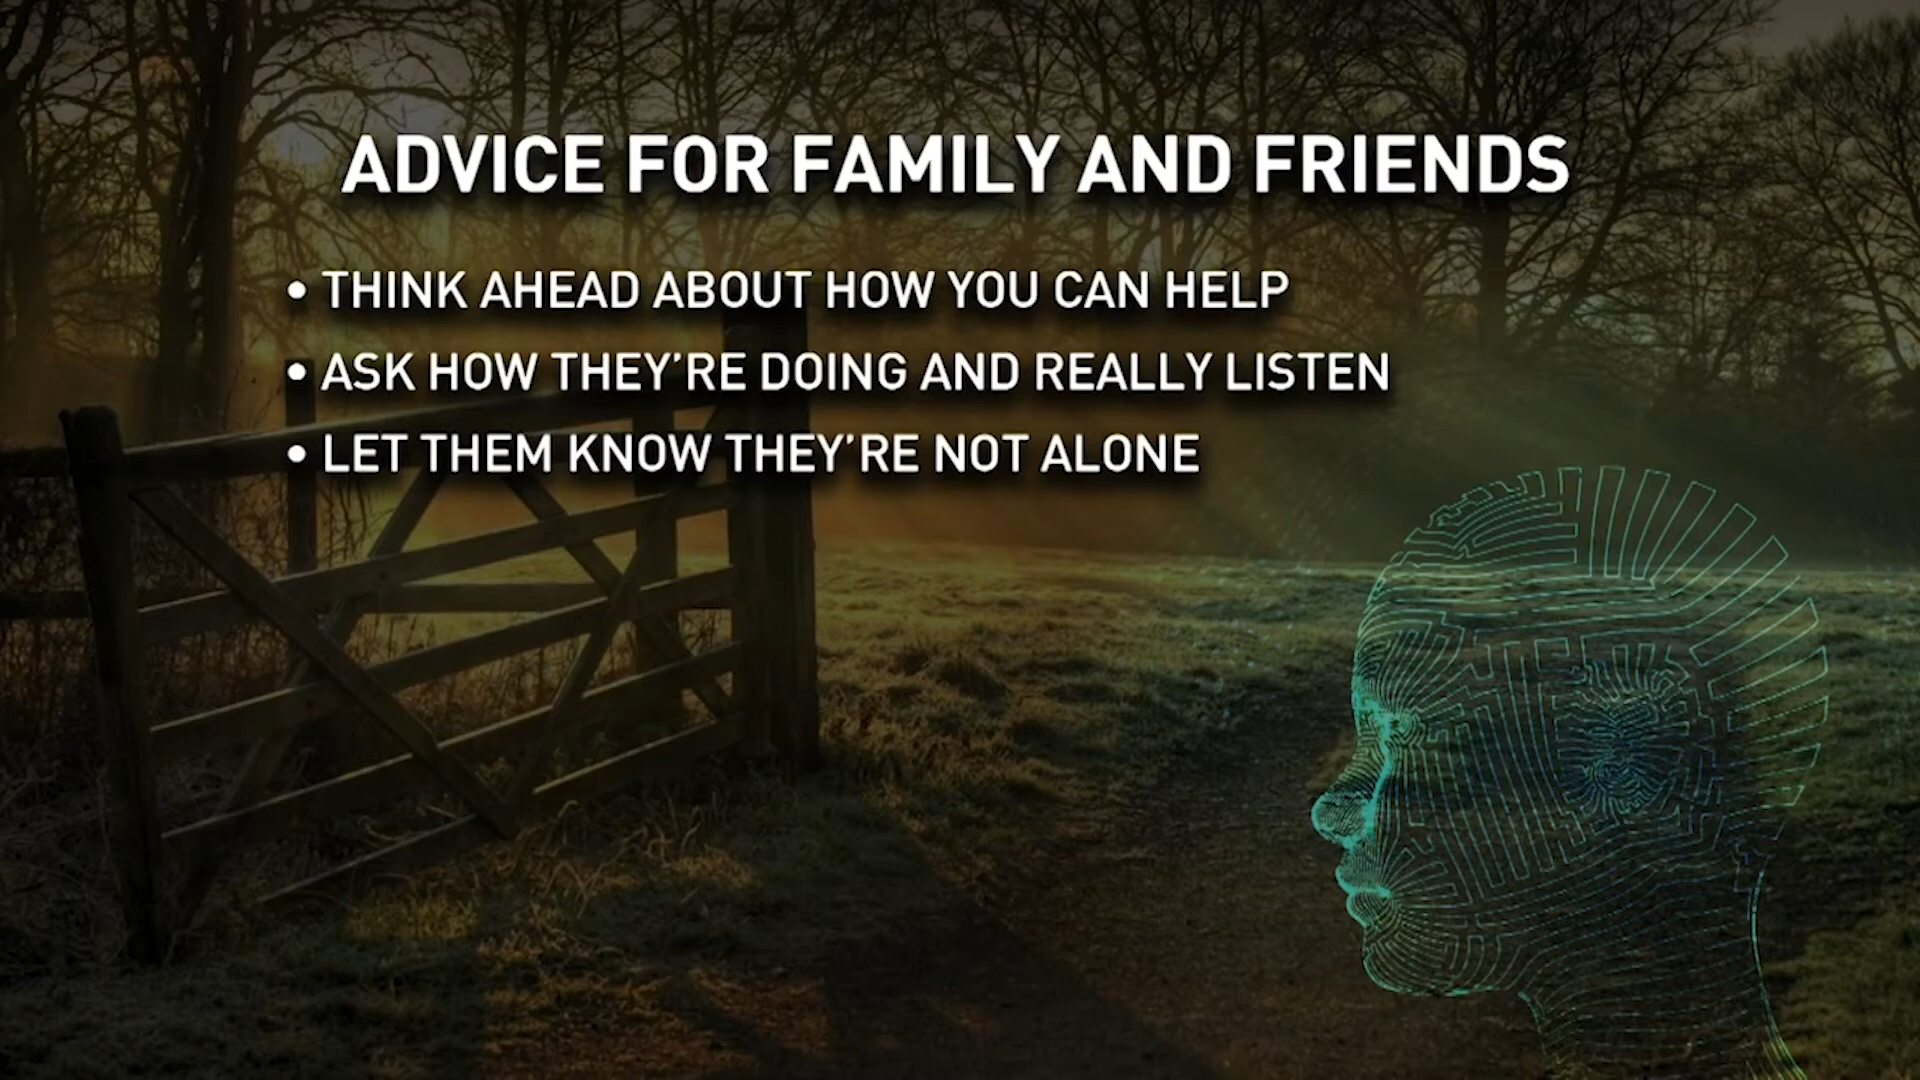 ADVICE FOR FAMILY AND FRIENDS
• THINK AHEAD ABOUT HOW YOU CAN HELP
• ASK HOW THEY’RE DOING AND REALLY LISTEN
• LET THEM KNOW THEY’RE NOT ALONE